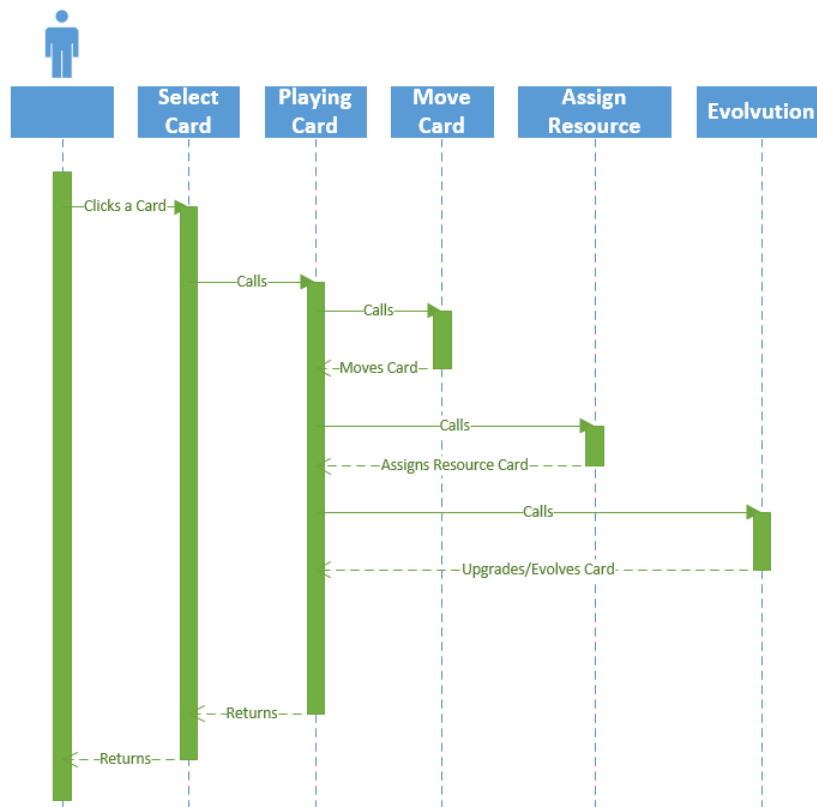 Select
Card
Playing
Card
Move
Card
Assign
Resource
Evolvution
Clicks a Card
Calls
Calls
Moves Card
Calls
Assigns Resource Card
Calls
Upgrades/Evolves Card
Returns
Returns